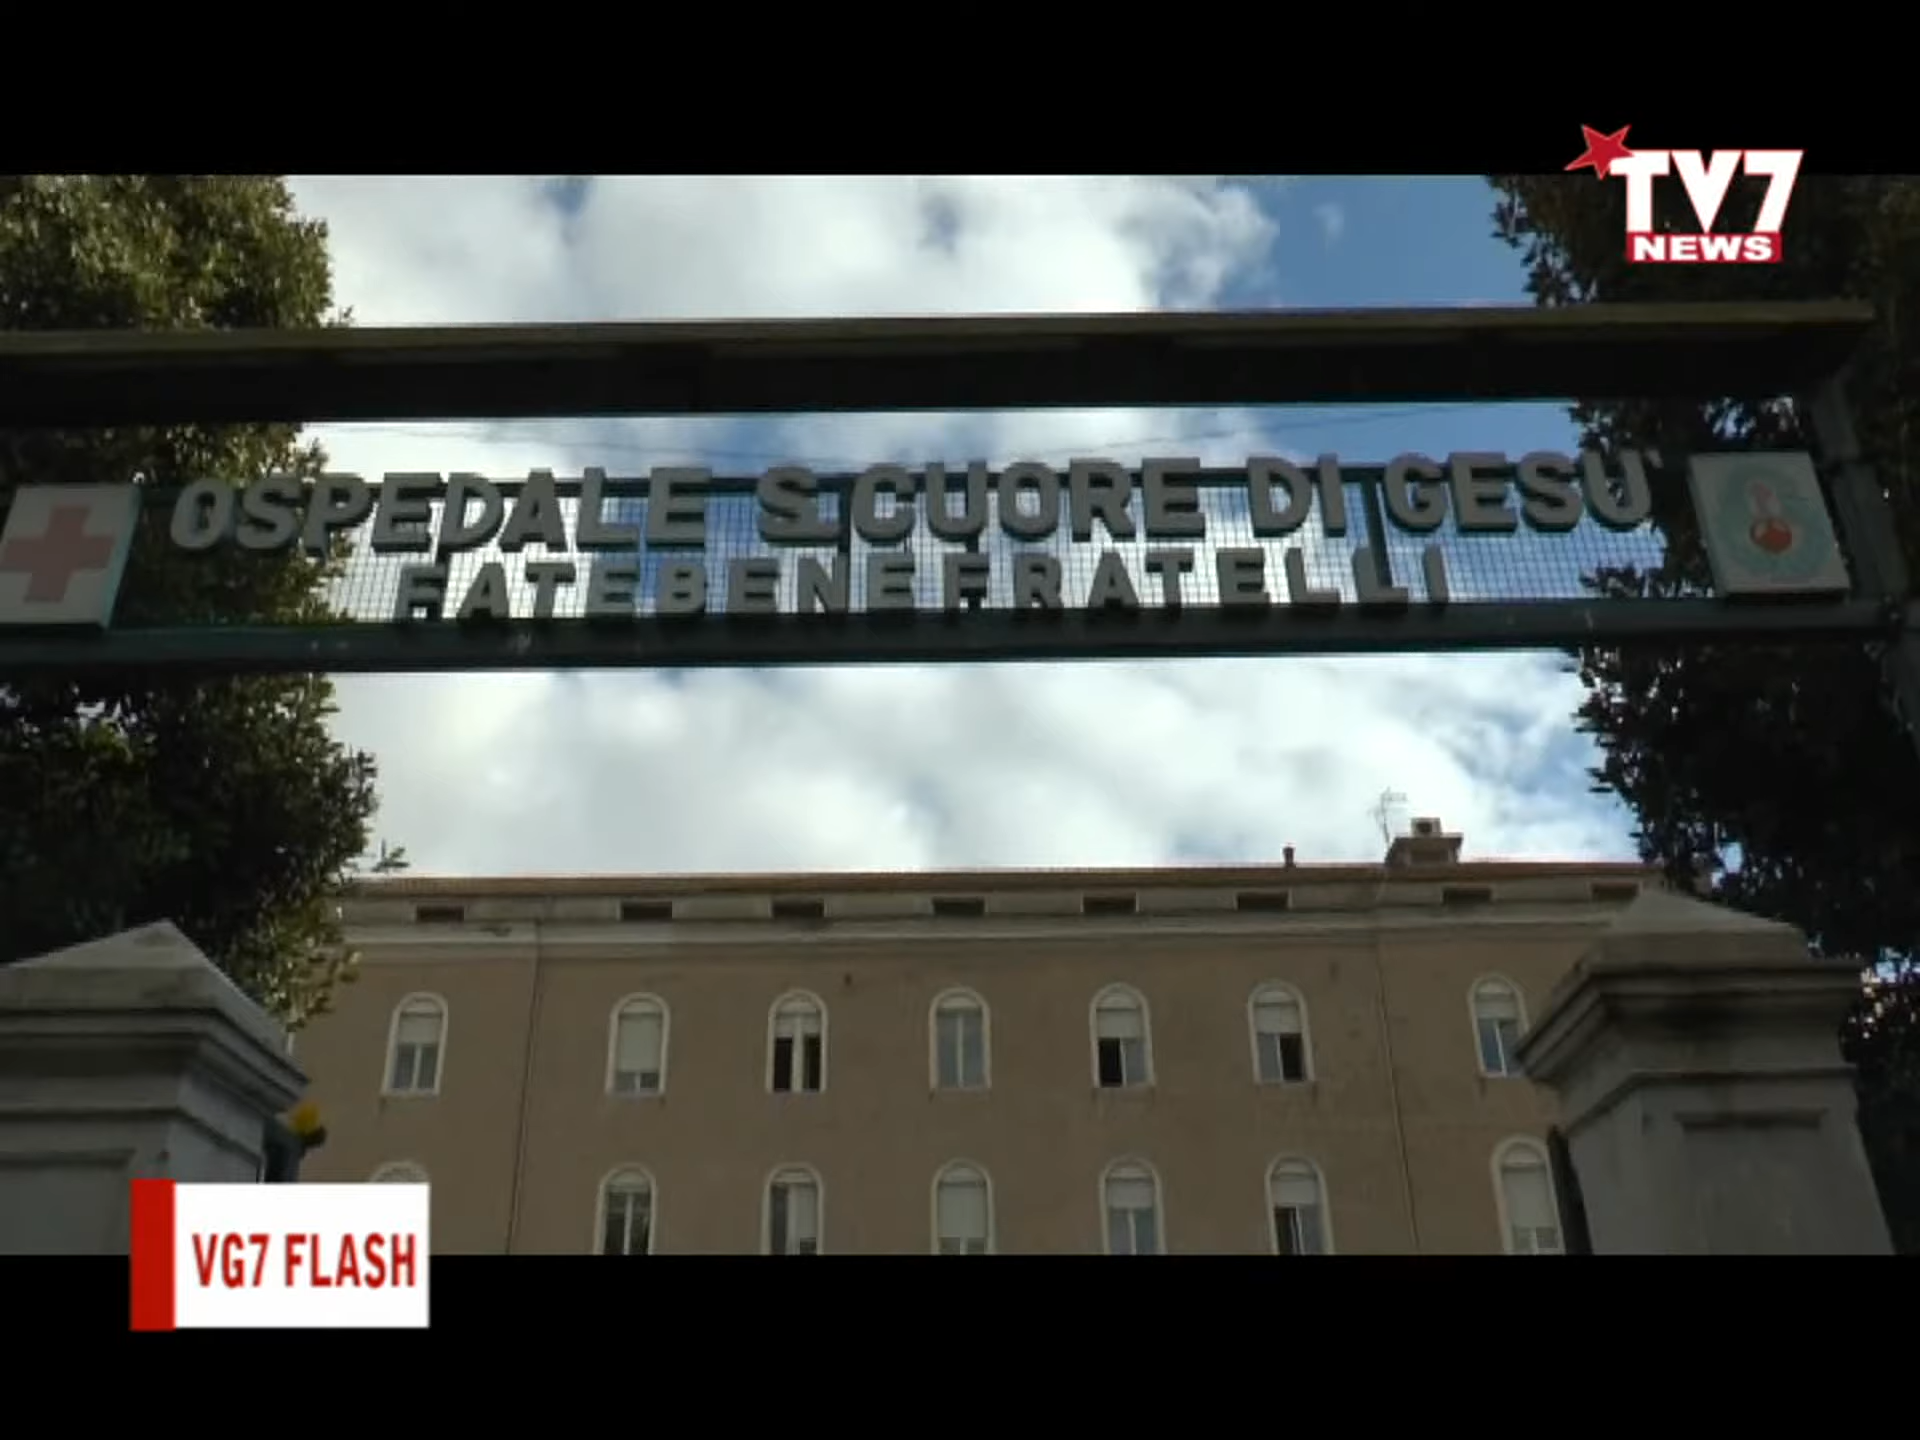 TV7
NEWS
OSPEDALE S.CUORE DI GESU'
FATEBENEFRATELLI
VG7 FLASH